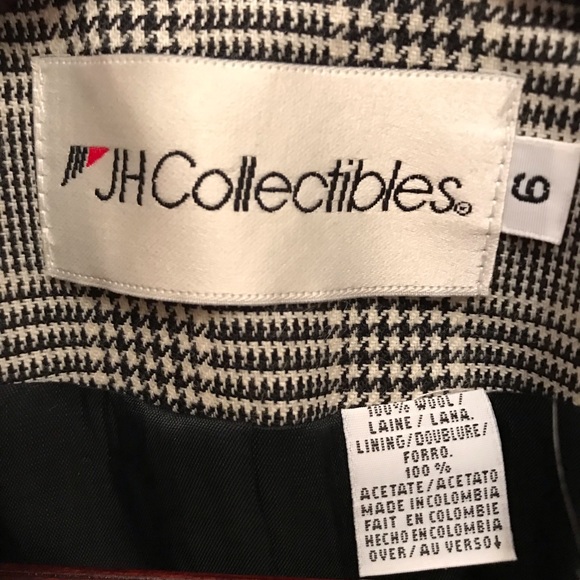 JH JHCollectibles®
6
100% WOOL/
LAINE / LANA.
LINING/DOUBLURE/
FORRO.
100 %
ACETATE/ACETATO
MADE IN COLOMBIA
FAIT EN COLOMBIE
HECHO EN COLOMBIA
OVER/AU VERSO↓